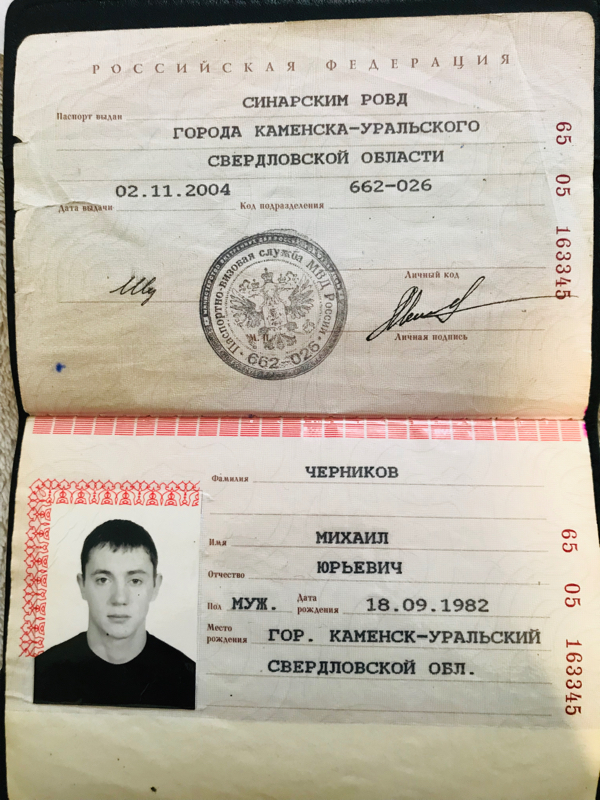 РОССИЙСКАЯ ФЕДЕРАЦИЯ
Паспорт выдан СИНАРСКИМ РОВД
ГОРОДА КАМЕНСКА-УРАЛЬСКОГО
СВЕРДЛОВСКОЙ ОБЛАСТИ
02.11.2004 662-026
Дата выдачи Код подразделения
65 05 163345
Личный код
Паспортно-визовая служба МВД России
М. П.
662-026
Личная подпись
Фамилия ЧЕРНИКОВ
Имя МИХАИЛ
Отчество ЮРЬЕВИЧ
Пол МУЖ. Дата рождения 18.09.1982
Место рождения ГОР. КАМЕНСК-УРАЛЬСКИЙ
СВЕРДЛОВСКОЙ ОБЛ.
65 05 163345